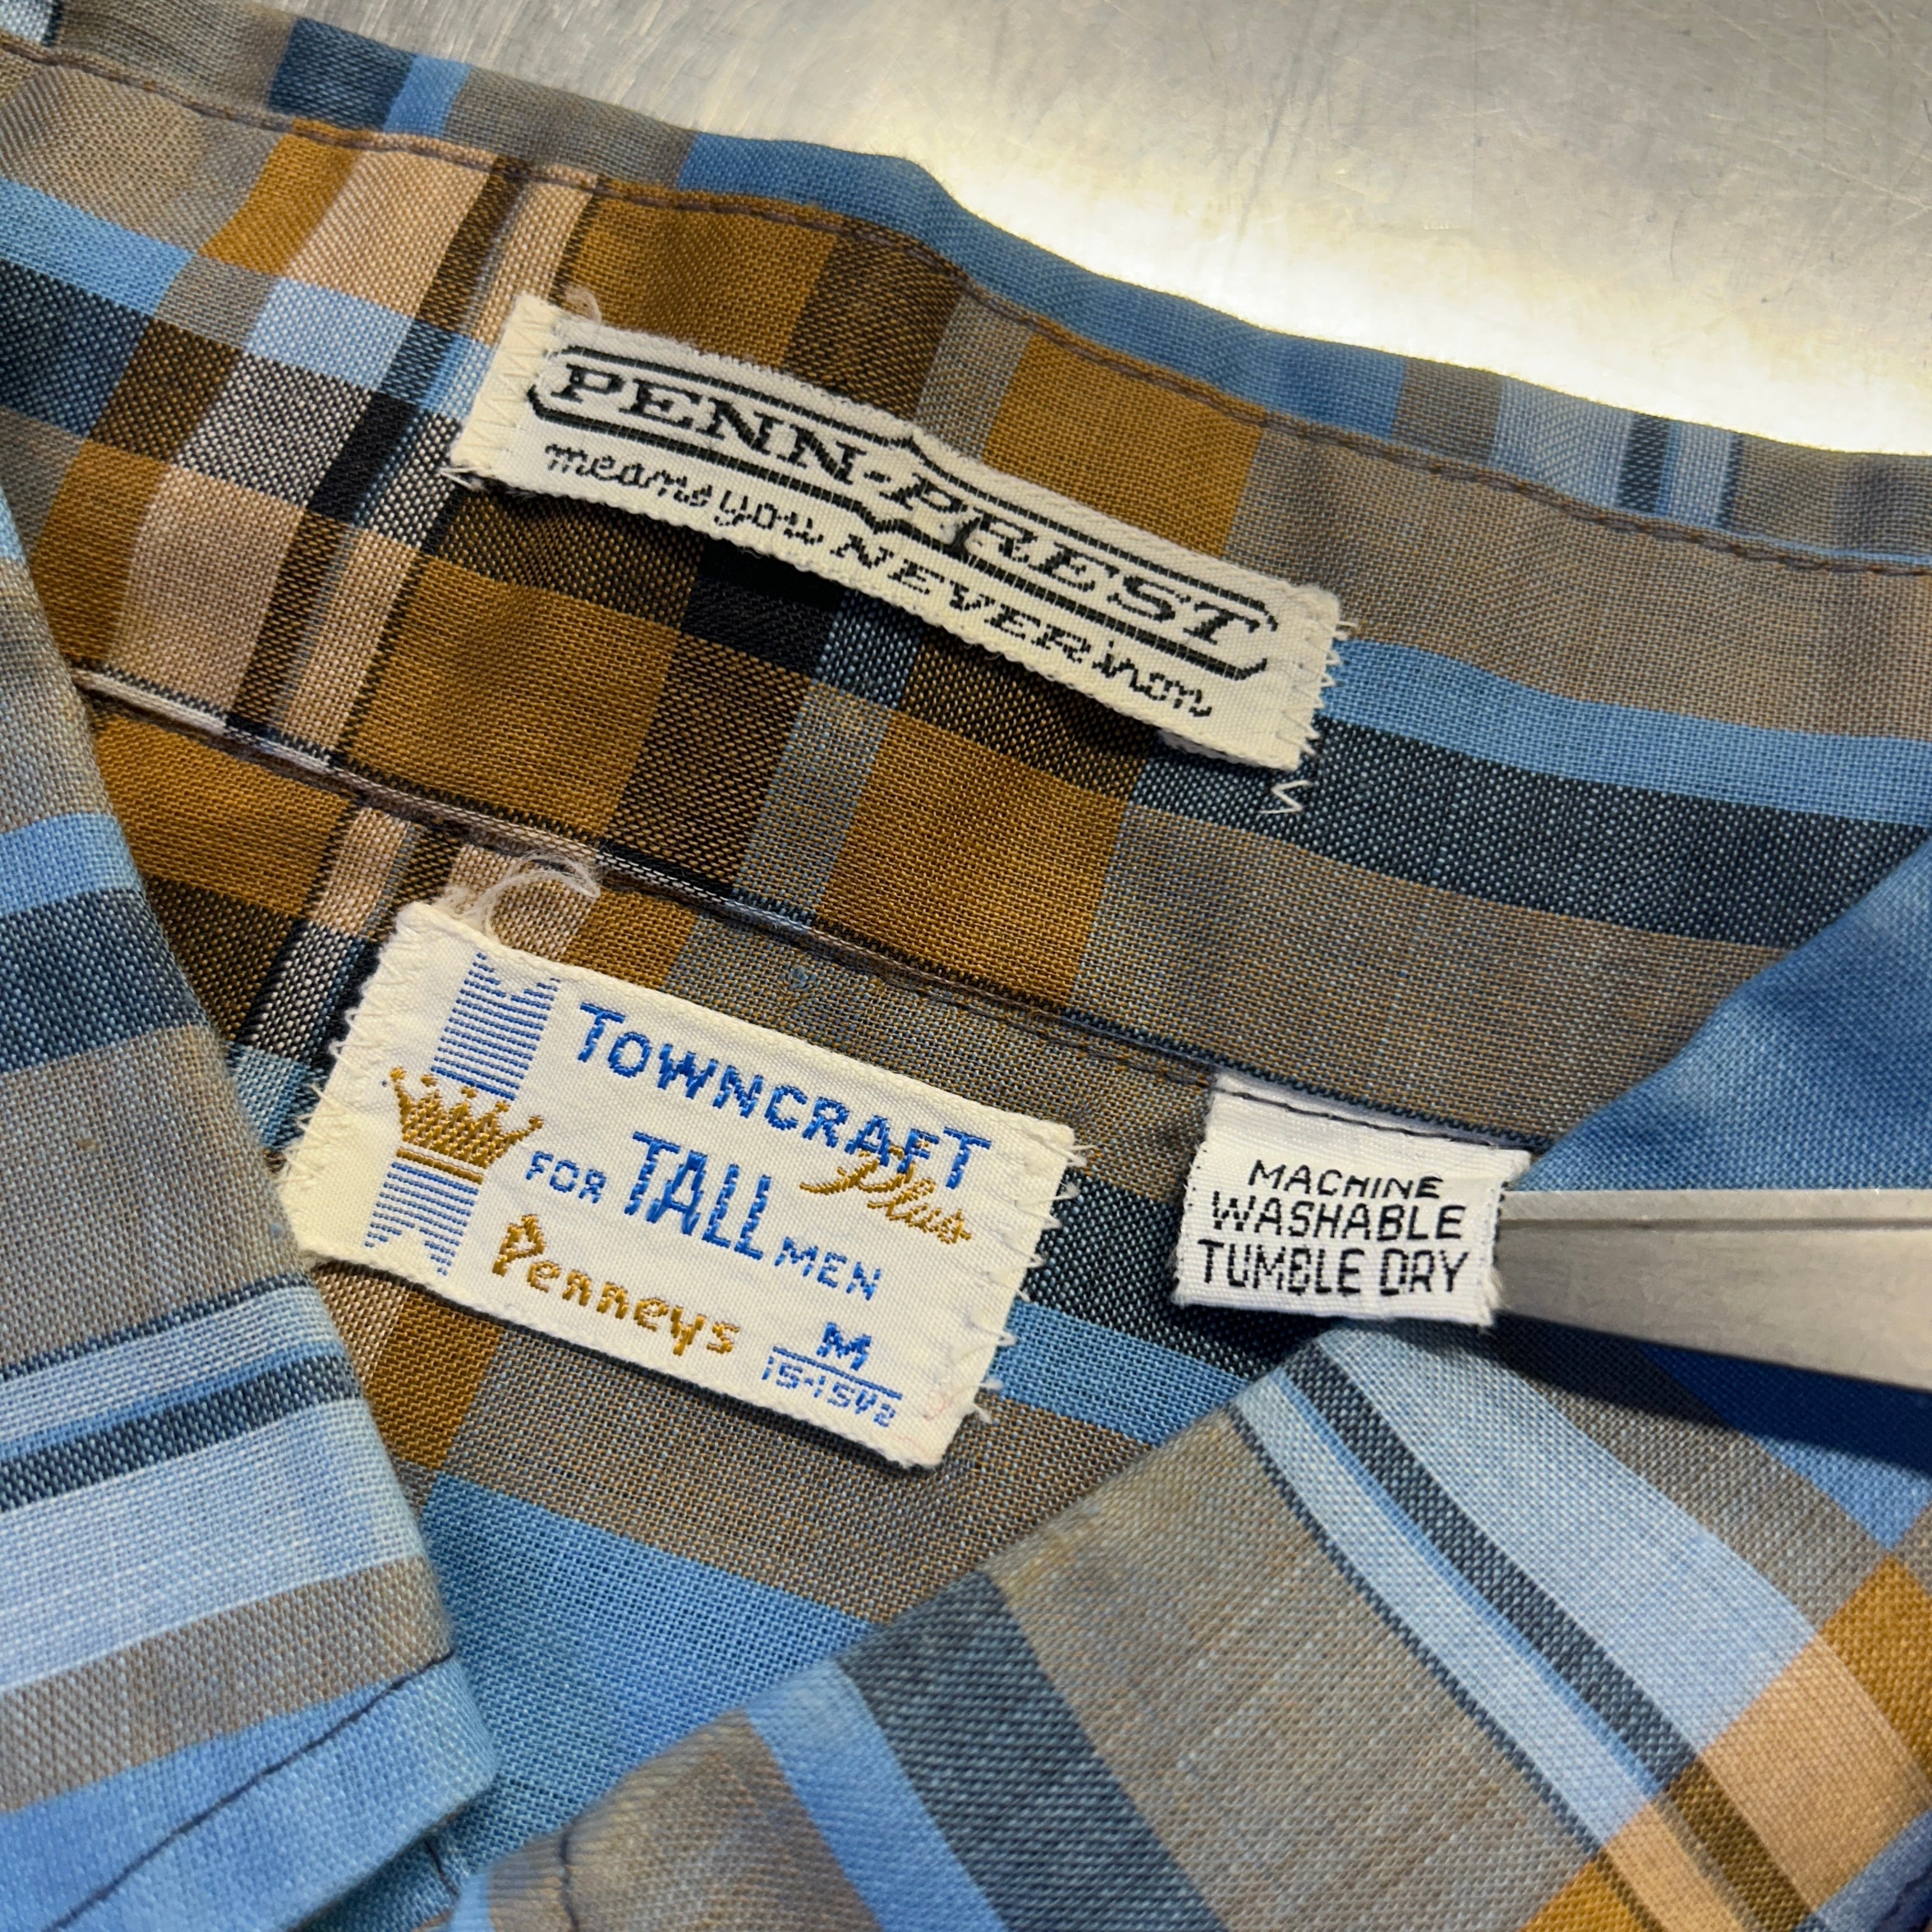 PENN-PREST
means you NEVER iron
TOWNCRAFT
Plus
FOR TALL MEN
Penneys
M
15-15½
MACHINE
WASHABLE
TUMBLE DRY